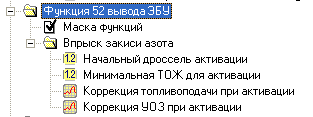 Функция 52 вывода ЭБУ
Маска функций
Впрыск закиси азота
1.2 Начальный дроссель активации
1.2 Минимальная ТОЖ для активации
Коррекция топливоподачи при активации
Коррекция УОЗ при активации